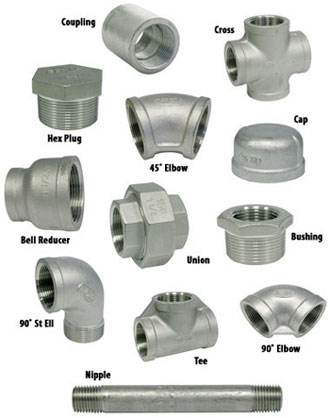 Coupling
Cross
Hex Plug
Cap
45° Elbow
Bell Reducer
Union
Bushing
90° St Ell
Tee
90° Elbow
Nipple